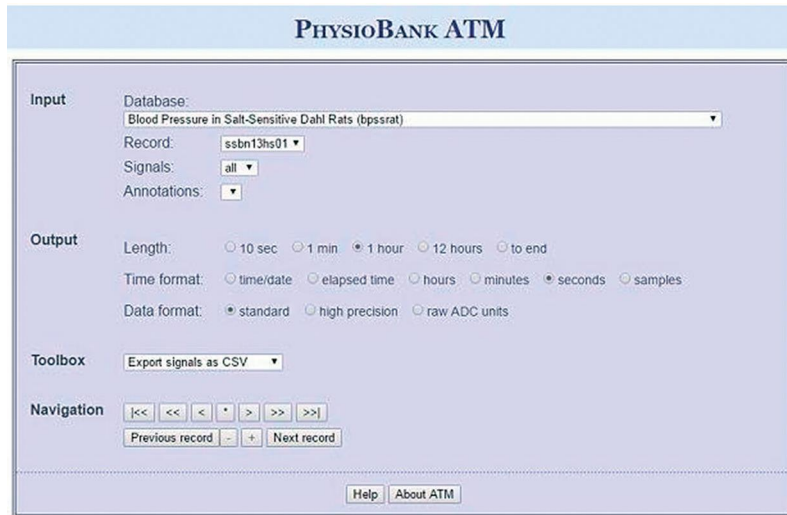 PHYSIOBANK ATM
Input
Database:
Blood Pressure in Salt-Sensitive Dahl Rats (bpssrat)
Record: ssbn13hs01
Signals: all
Annotations:
Output
Length: 10 sec 1 min 1 hour 12 hours to end
Time format: time/date elapsed time hours minutes seconds samples
Data format: standard high precision raw ADC units
Toolbox Export signals as CSV
Navigation |<< << < * > >> >>|
Previous record - + Next record
Help About ATM